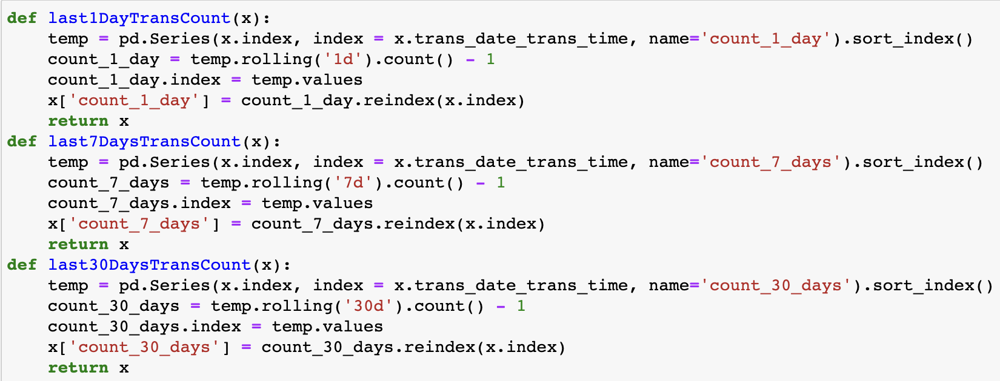 def last1DayTransCount(x):
    temp = pd.Series(x.index, index = x.trans_date_trans_time, name='count_1_day').sort_index()
    count_1_day = temp.rolling('1d').count() - 1
    count_1_day.index = temp.values
    x['count_1_day'] = count_1_day.reindex(x.index)
    return x
def last7DaysTransCount(x):
    temp = pd.Series(x.index, index = x.trans_date_trans_time, name='count_7_days').sort_index()
    count_7_days = temp.rolling('7d').count() - 1
    count_7_days.index = temp.values
    x['count_7_days'] = count_7_days.reindex(x.index)
    return x
def last30DaysTransCount(x):
    temp = pd.Series(x.index, index = x.trans_date_trans_time, name='count_30_days').sort_index()
    count_30_days = temp.rolling('30d').count() - 1
    count_30_days.index = temp.values
    x['count_30_days'] = count_30_days.reindex(x.index)
    return x